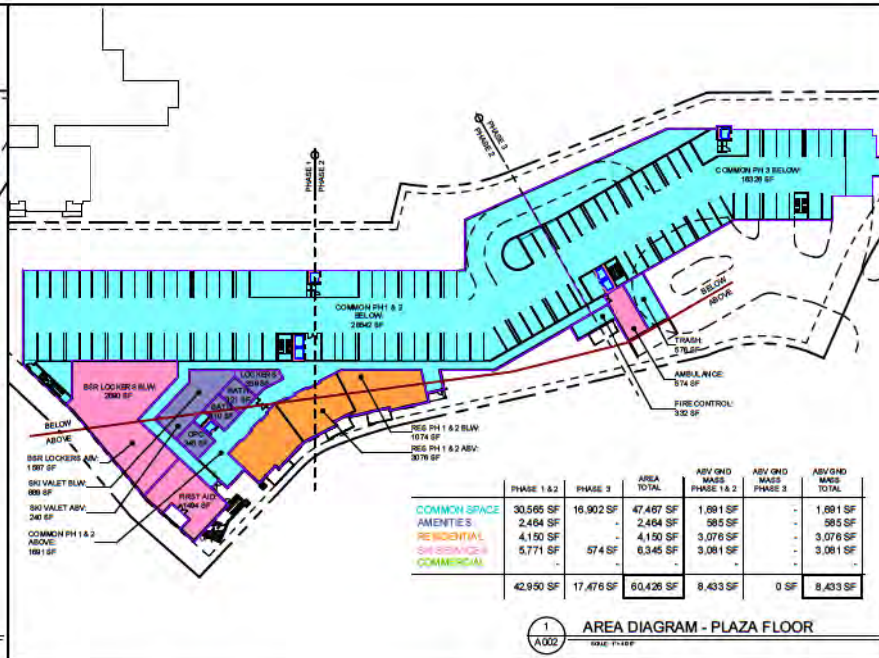 PHASE 1
PHASE 2
PHASE 3
PHASE 2
COMMON PH 3 BELOW:
COMMON PH 1 & 2
BELOW:
BELOW
ABOVE
TRASH:
576 SF
AMBULANCE:
574 SF
FIRE CONTROL:
332 SF
BSR LOCKERS BLW:
LOCKERS
BELOW
ABOVE
BSR LOCKERS ABV:
SKI VALET BLW:
SKI VALET ABV:
240 SF
FIRST AID:
COMMON PH 1 & 2
ABOVE:
1691 SF
RES PH 1 & 2 BLW:
1074 SF
RES PH 1 & 2 ABV:
3076 SF
PHASE 1 & 2 PHASE 3 AREA TOTAL ABV GND MASS PHASE 1 & 2 ABV GND MASS PHASE 3 ABV GND MASS TOTAL
COMMON SPACE 30,565 SF 16,902 SF 47,467 SF 1,691 SF - 1,691 SF
AMENITIES 2,464 SF - 2,464 SF 585 SF - 585 SF
RESIDENTIAL 4,150 SF - 4,150 SF 3,076 SF - 3,076 SF
SKI SERVICES 5,771 SF 574 SF 6,345 SF 3,081 SF - 3,081 SF
COMMERCIAL - - - - - -
42,950 SF 17,476 SF 60,426 SF 8,433 SF 0 SF 8,433 SF
1
A002
AREA DIAGRAM - PLAZA FLOOR